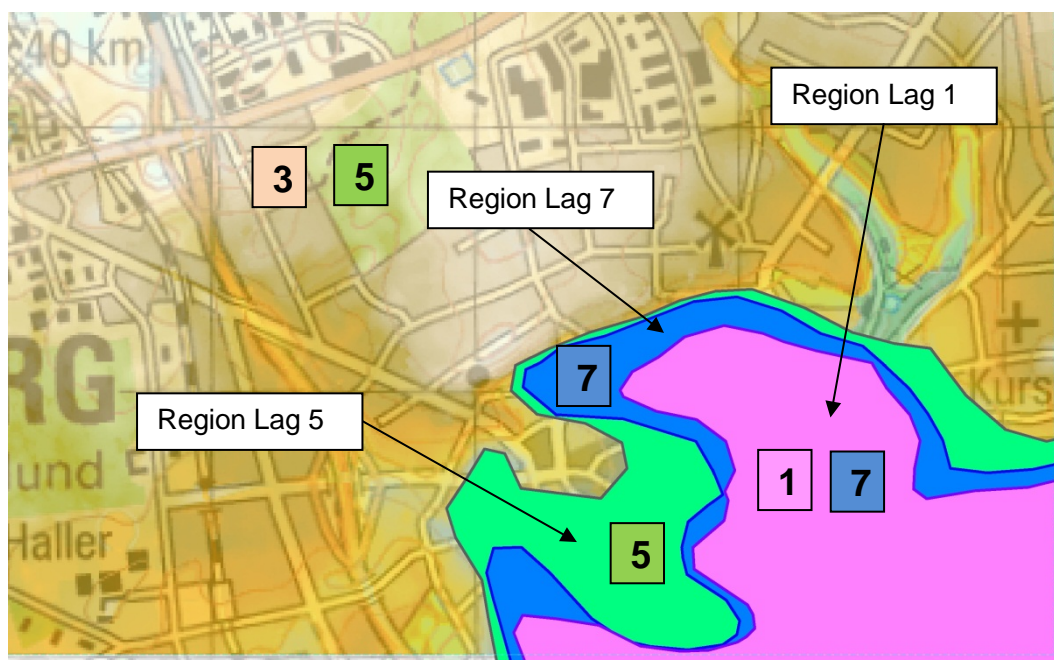 40 km
Region Lag 1
3 5
Region Lag 7
7
RG
Kurs
Region Lag 5
und
1 7
Haller
5